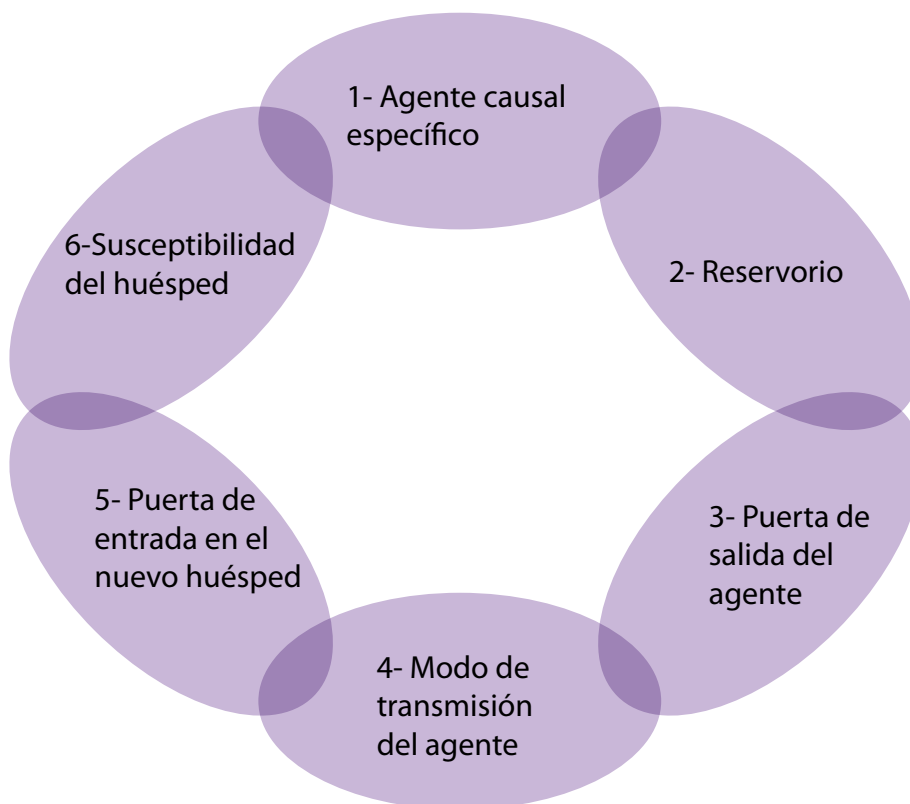 1- Agente causal
específico
2- Reservorio
3- Puerta de
salida del
agente
4- Modo de
transmisión
del agente
5- Puerta de
entrada en el
nuevo huésped
6-Susceptibilidad
del huésped